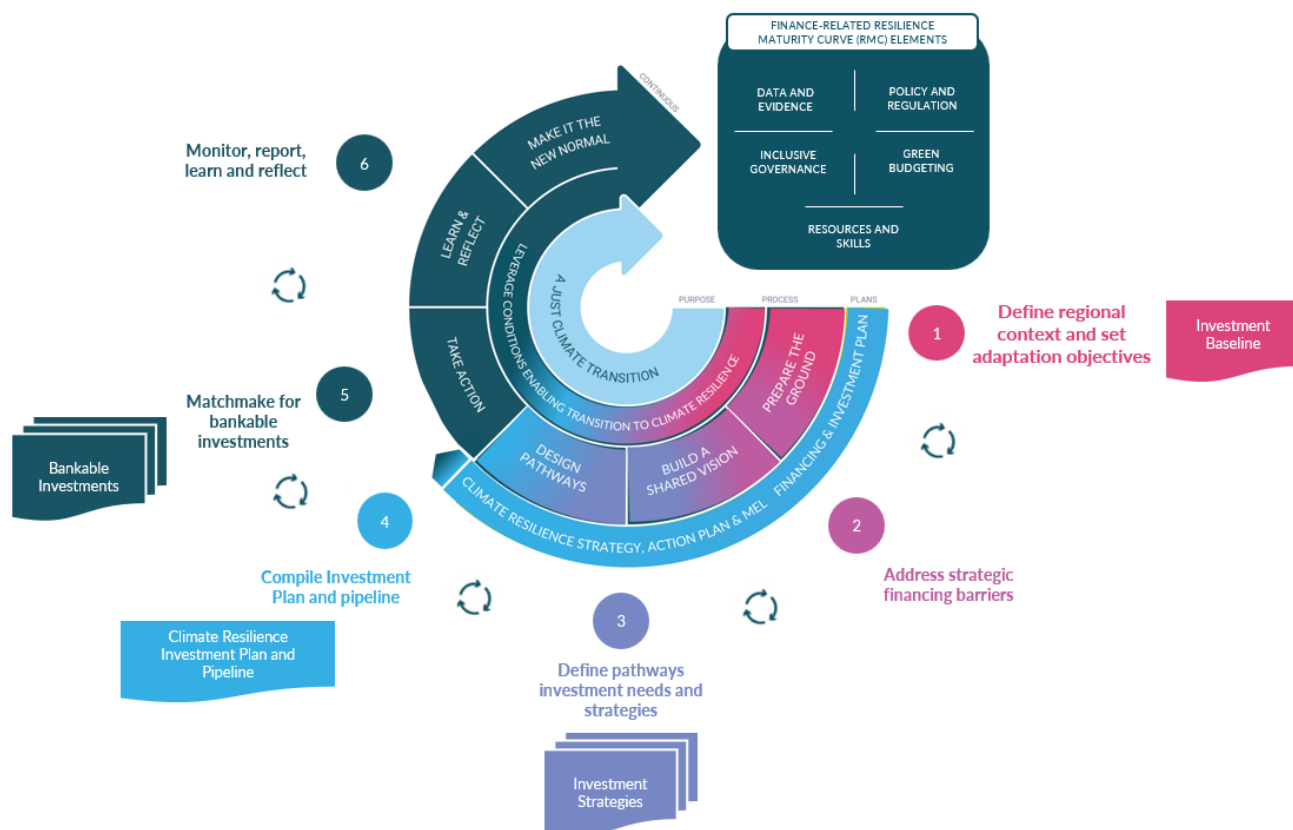 FINANCE-RELATED RESILIENCE
MATURITY CURVE (RMC) ELEMENTS
DATA AND
EVIDENCE
POLICY AND
REGULATION
INCLUSIVE
GOVERNANCE
GREEN
BUDGETING
RESOURCES AND
SKILLS
CONTINUOUS
MAKE IT THE
NEW NORMAL
LEARN &
REFLECT
TAKE ACTION
DESIGN
PATHWAYS
BUILD A
SHARED VISION
PREPARE THE
GROUND
LEVERAGE CONDITIONS ENABLING TRANSITION TO CLIMATE RESILIENCE
A JUST CLIMATE TRANSITION
PURPOSE
PROCESS
PLANS
CLIMATE RESILIENCE STRATEGY, ACTION PLAN & MEL
FINANCING & INVESTMENT PLAN
1
Define regional
context and set
adaptation objectives
Investment
Baseline
2
Address strategic
financing barriers
3
Define pathways
investment needs and
strategies
Investment
Strategies
4
Compile Investment
Plan and pipeline
Climate Resilience
Investment Plan and
Pipeline
5
Matchmake for
bankable
investments
Bankable
Investments
6
Monitor, report,
learn and reflect